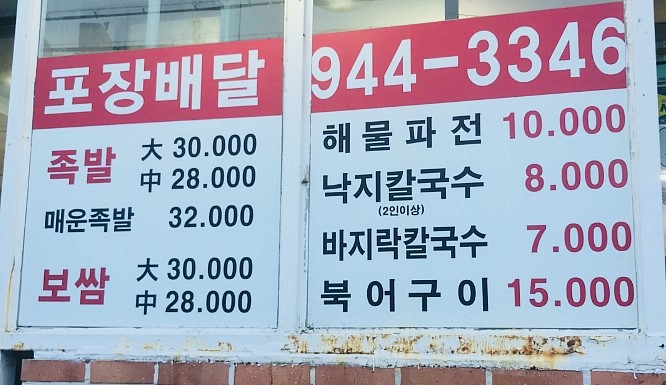 포장배달
족발 大 30.000
中 28.000
매운족발 32.000
보쌈 大 30.000
中 28.000
944-3346
해물파전 10.000
낙지칼국수 8.000
(2인이상)
바지락칼국수 7.000
북어구이 15.000